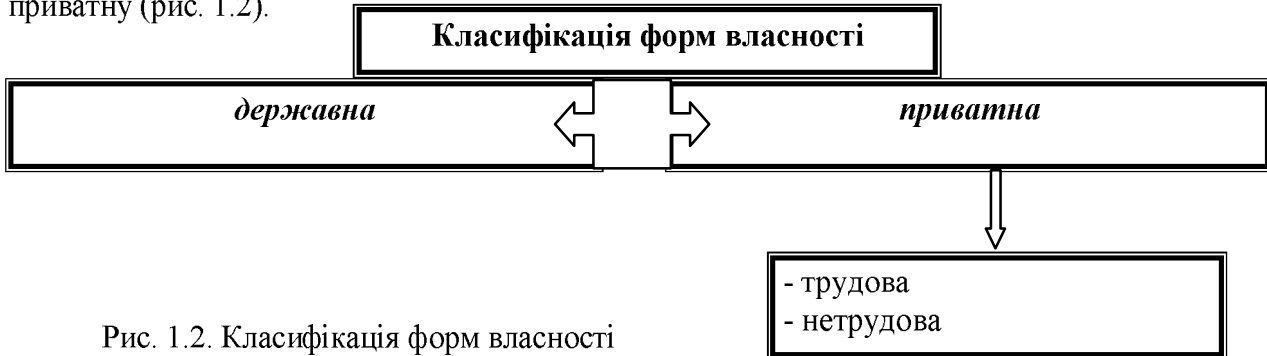 приватну (рис. 1.2).
Класифікація форм власності
державна
приватна
- трудова
- нетрудова
Рис. 1.2. Класифікація форм власності